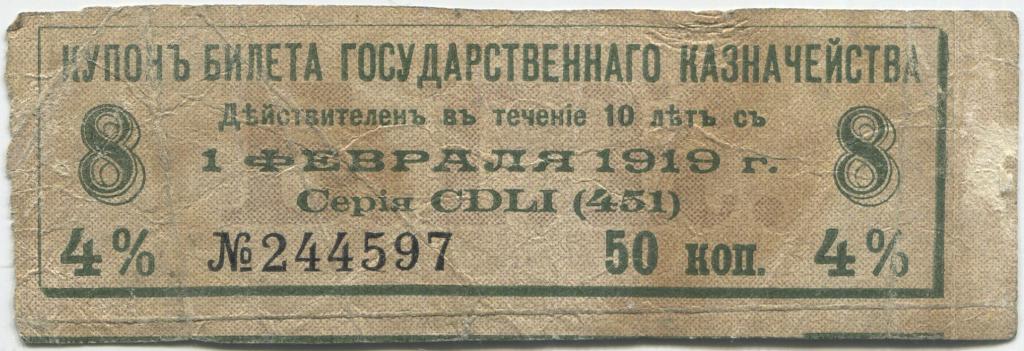 КУПОНЪ БИЛЕТА ГОСУДАРСТВЕННАГО КАЗНАЧЕЙСТВА
8 Дѣйствителенъ въ теченіе 10 лѣтъ съ 8
1 ФЕВРАЛЯ 1919 г.
Серія CDLI (451)
4% №244597 50 коп. 4%